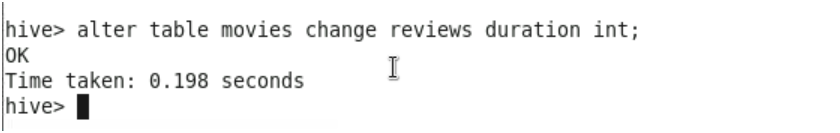 hive> alter table movies change reviews duration int;
OK
Time taken: 0.198 seconds
hive>